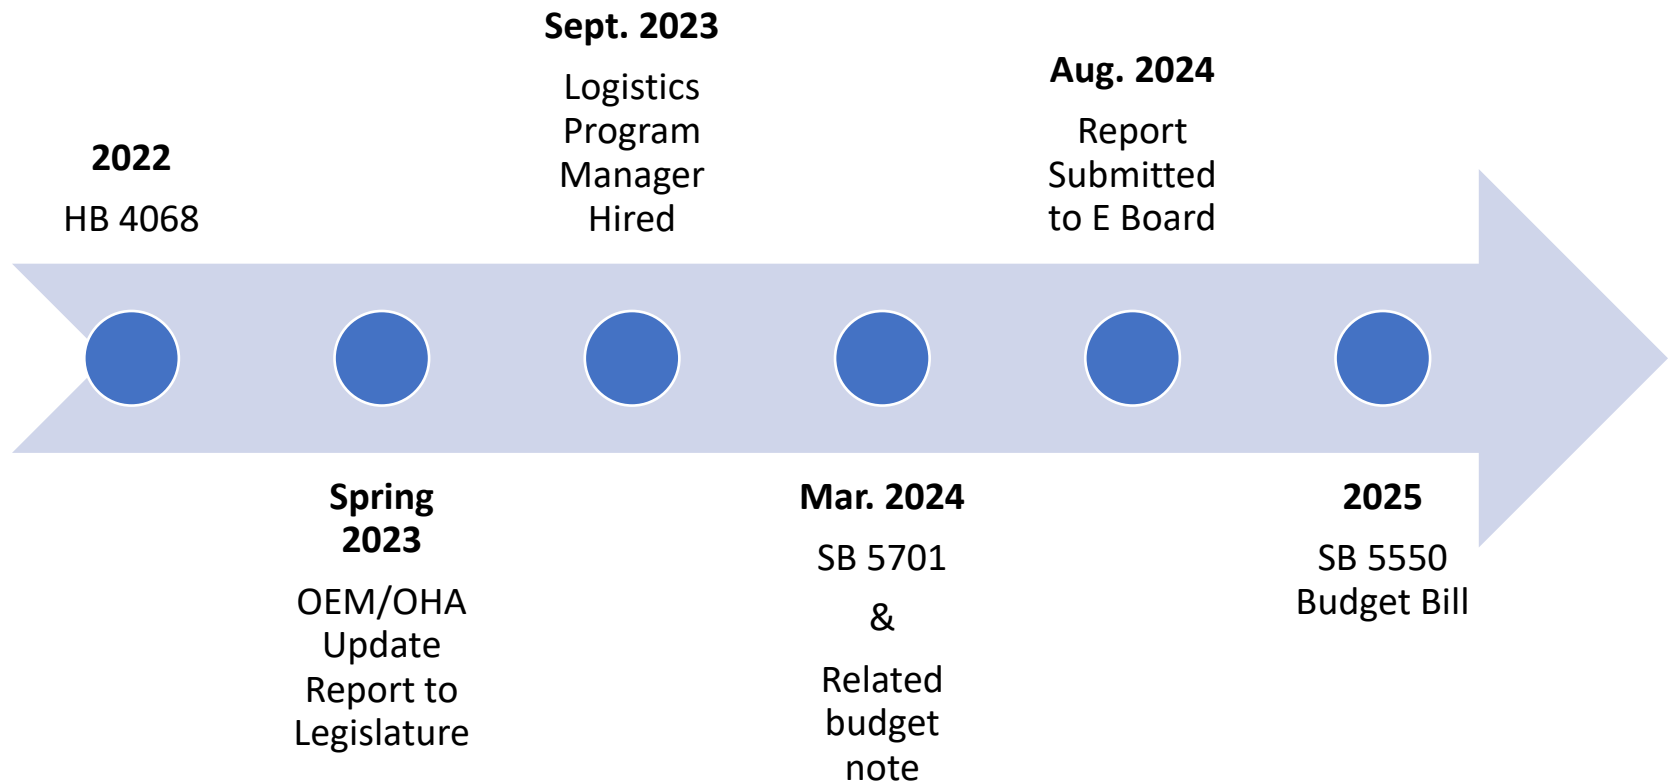 2022
HB 4068
Spring
2023
OEM/OHA
Update
Report to
Legislature
Sept. 2023
Logistics
Program
Manager
Hired
Mar. 2024
SB 5701
&
Related
budget
note
Aug. 2024
Report
Submitted
to E Board
2025
SB 5550
Budget Bill